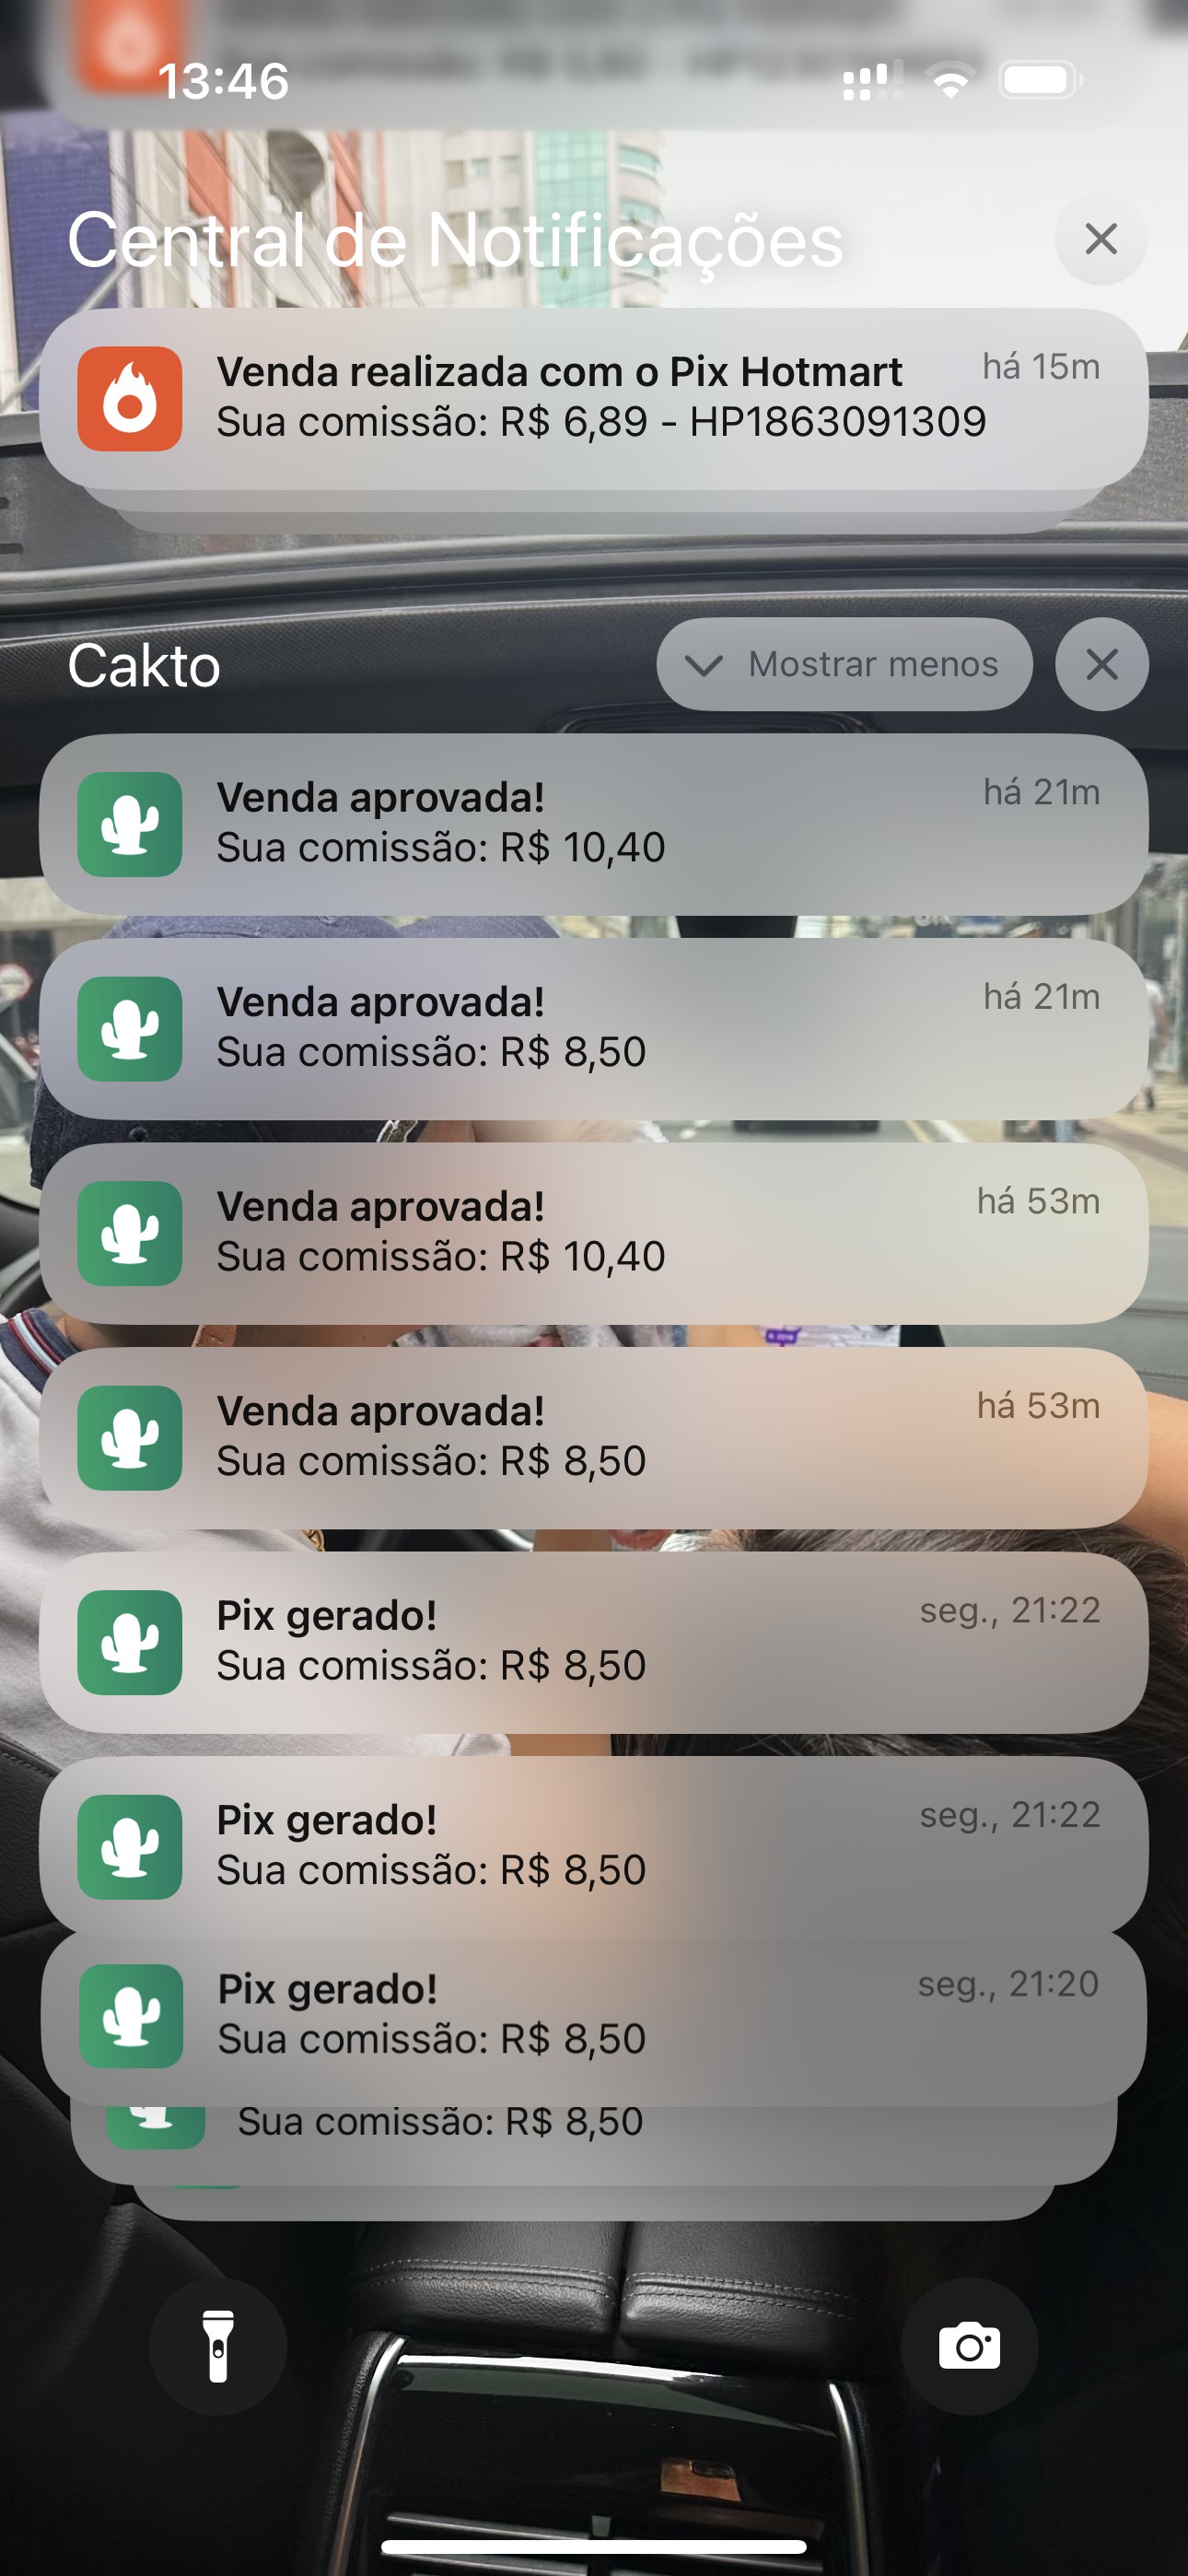 13:46
Central de Notificações
Venda realizada com o Pix Hotmart
há 15m
Sua comissão: R$ 6,89 - HP1863091309
Cakto
Mostrar menos
Venda aprovada!
há 21m
Sua comissão: R$ 10,40
Venda aprovada!
há 21m
Sua comissão: R$ 8,50
Venda aprovada!
há 53m
Sua comissão: R$ 10,40
Venda aprovada!
há 53m
Sua comissão: R$ 8,50
Pix gerado!
seg., 21:22
Sua comissão: R$ 8,50
Pix gerado!
seg., 21:22
Sua comissão: R$ 8,50
Pix gerado!
seg., 21:20
Sua comissão: R$ 8,50
Sua comissão: R$ 8,50